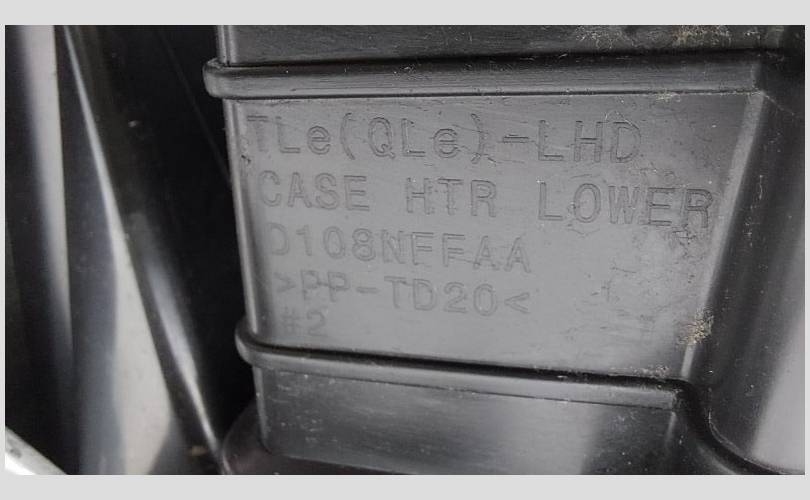 TLe(QLe)-LHD
CASE HTR LOWER
D108NFFAA
>PP-TD20<
#2